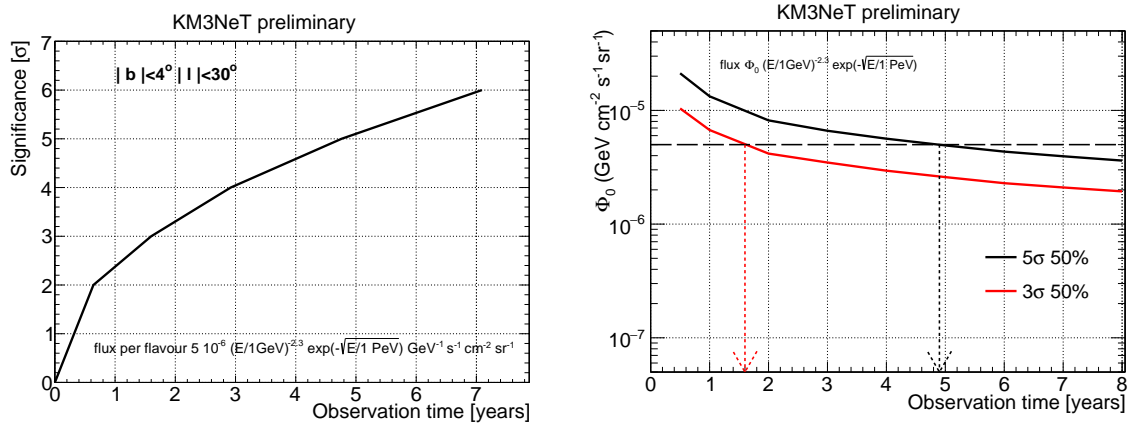 KM3NeT preliminary
Significance [σ]
| b |<4° | l |<30°
7
6
5
4
3
2
1
0
flux per flavour 5 10⁻⁶ (E/1GeV)⁻²·³ exp(-√E/1 PeV) GeV⁻¹ s⁻¹ cm⁻² sr⁻¹
0 1 2 3 4 5 6 7
Observation time [years]
KM3NeT preliminary
Φ₀ (GeV cm⁻² s⁻¹ sr⁻¹)
flux Φ₀ (E/1GeV)⁻²·³ exp(-√E/1 PeV)
10⁻⁵
10⁻⁶
10⁻⁷
5σ 50%
3σ 50%
0 1 2 3 4 5 6 7 8
Observation time [years]